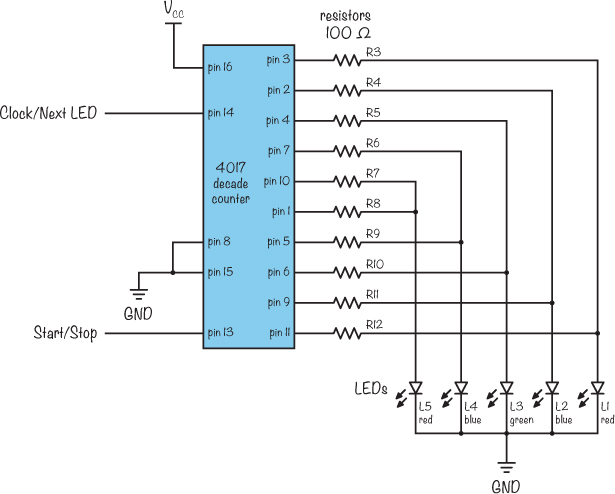 VCC
resistors
100 Ω
R3
pin 3
pin 16
R4
pin 2
Clock/Next LED
pin 14
R5
pin 4
R6
pin 7
4017
decade
counter
R7
pin 10
R8
pin 1
R9
pin 8
pin 5
R10
pin 15
pin 6
R11
pin 9
GND
R12
Start/Stop
pin 13
pin 11
LEDs
L5
red
L4
blue
L3
green
L2
blue
L1
red
GND